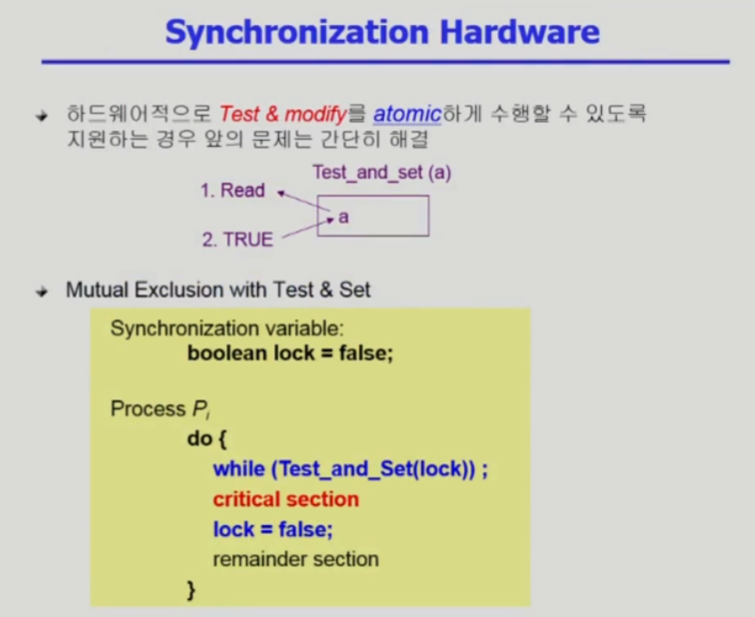 Synchronization Hardware
하드웨어적으로 Test & modify를 atomic하게 수행할 수 있도록
지원하는 경우 앞의 문제는 간단히 해결
Test_and_set (a)
1. Read
a
2. TRUE
Mutual Exclusion with Test & Set
Synchronization variable:
boolean lock = false;
Process Pi
do {
while (Test_and_Set(lock)) ;
critical section
lock = false;
remainder section
}